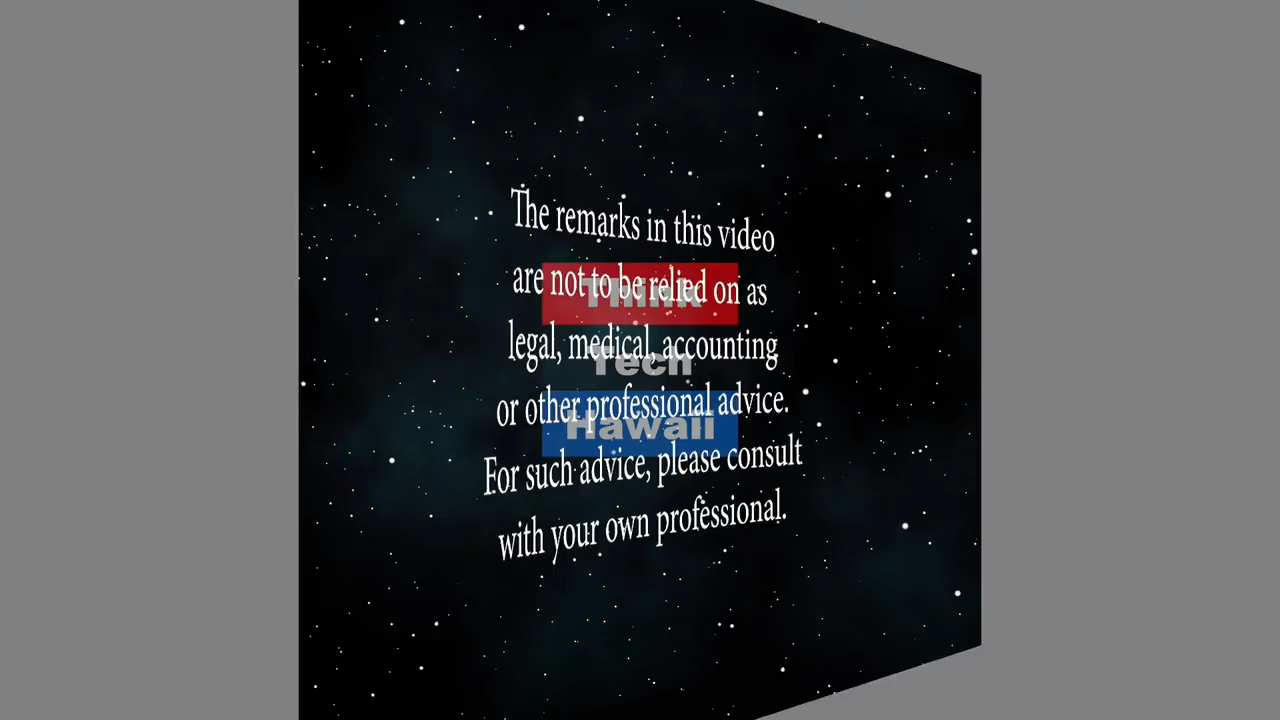 The remarks in this video
are not to be relied on as
legal, medical, accounting
or other professional advice.
For such advice, please consult
with your own professional.
Think
Tech
Hawaii